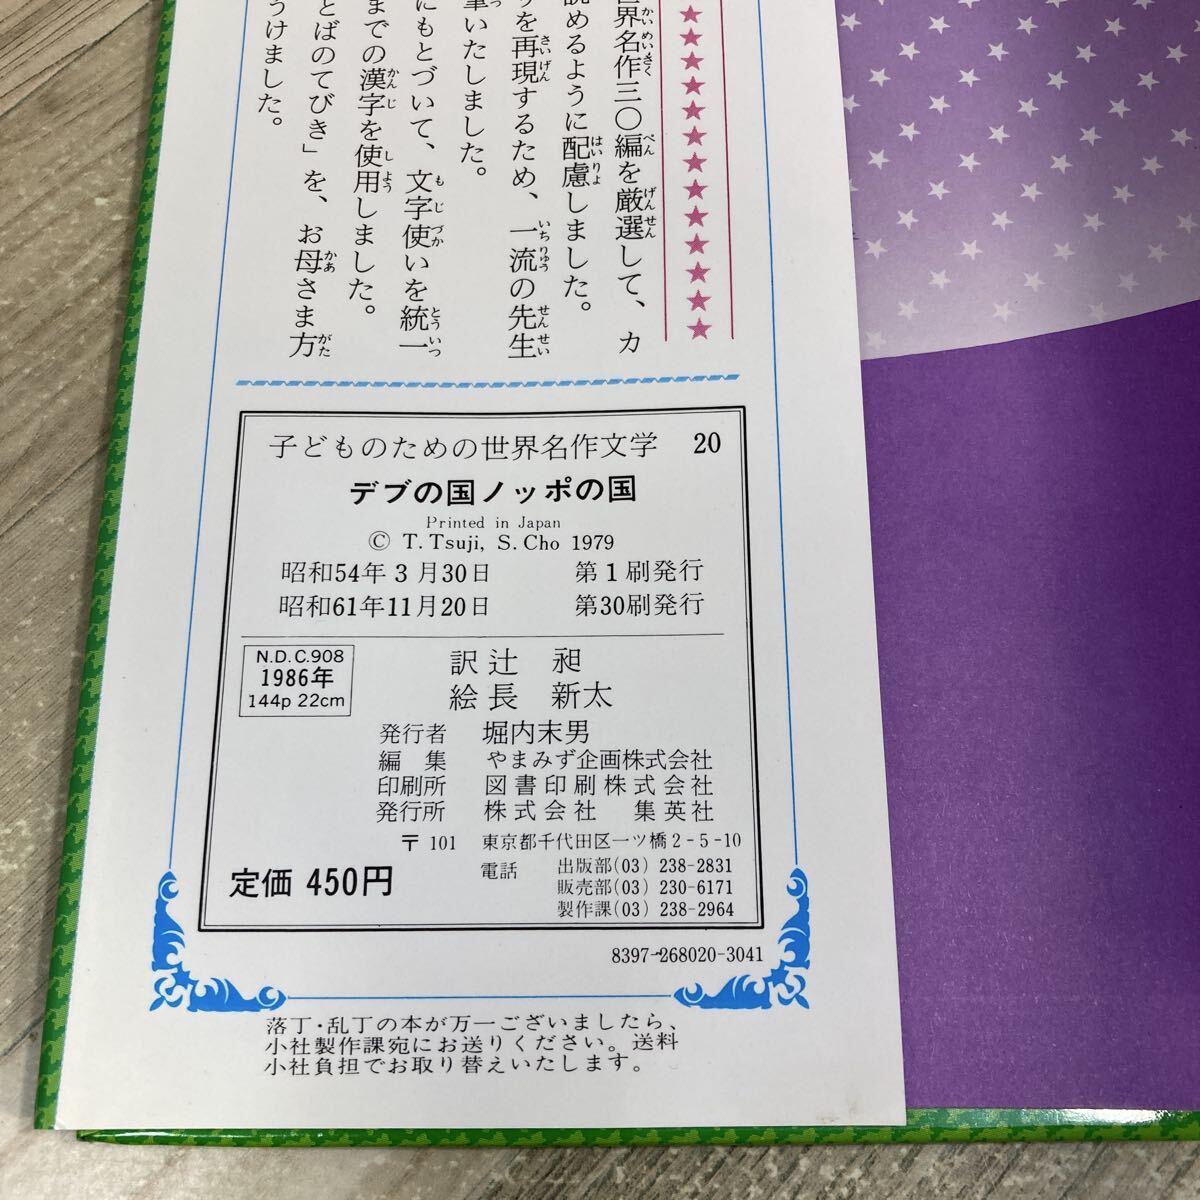 世界名作三〇編を厳選して、カ
読めるように配慮しました。
を再現するため、一流の先生
筆いたしました。
にもとづいて、文字使いを統一
までの漢字を使用しました。
とばのてびき」を、お母さま方
うけました。
子どものための世界名作文学 20
デブの国ノッポの国
Printed in Japan
© T. Tsuji, S. Cho 1979
昭和54年3月30日 第1刷発行
昭和61年11月20日 第30刷発行
N.D.C.908
1986年
144p 22cm
訳 辻 昶
絵 長 新太
発行者 堀内末男
編集 やまみず企画株式会社
印刷所 図書印刷株式会社
発行所 株式会社 集英社
〒101 東京都千代田区一ツ橋2-5-10
電話 出版部(03) 238-2831
販売部(03) 230-6171
製作課(03) 238-2964
定価 450円
8397-268020-3041
落丁・乱丁の本が万一ございましたら、
小社製作課宛にお送りください。送料
小社負担でお取り替えいたします。